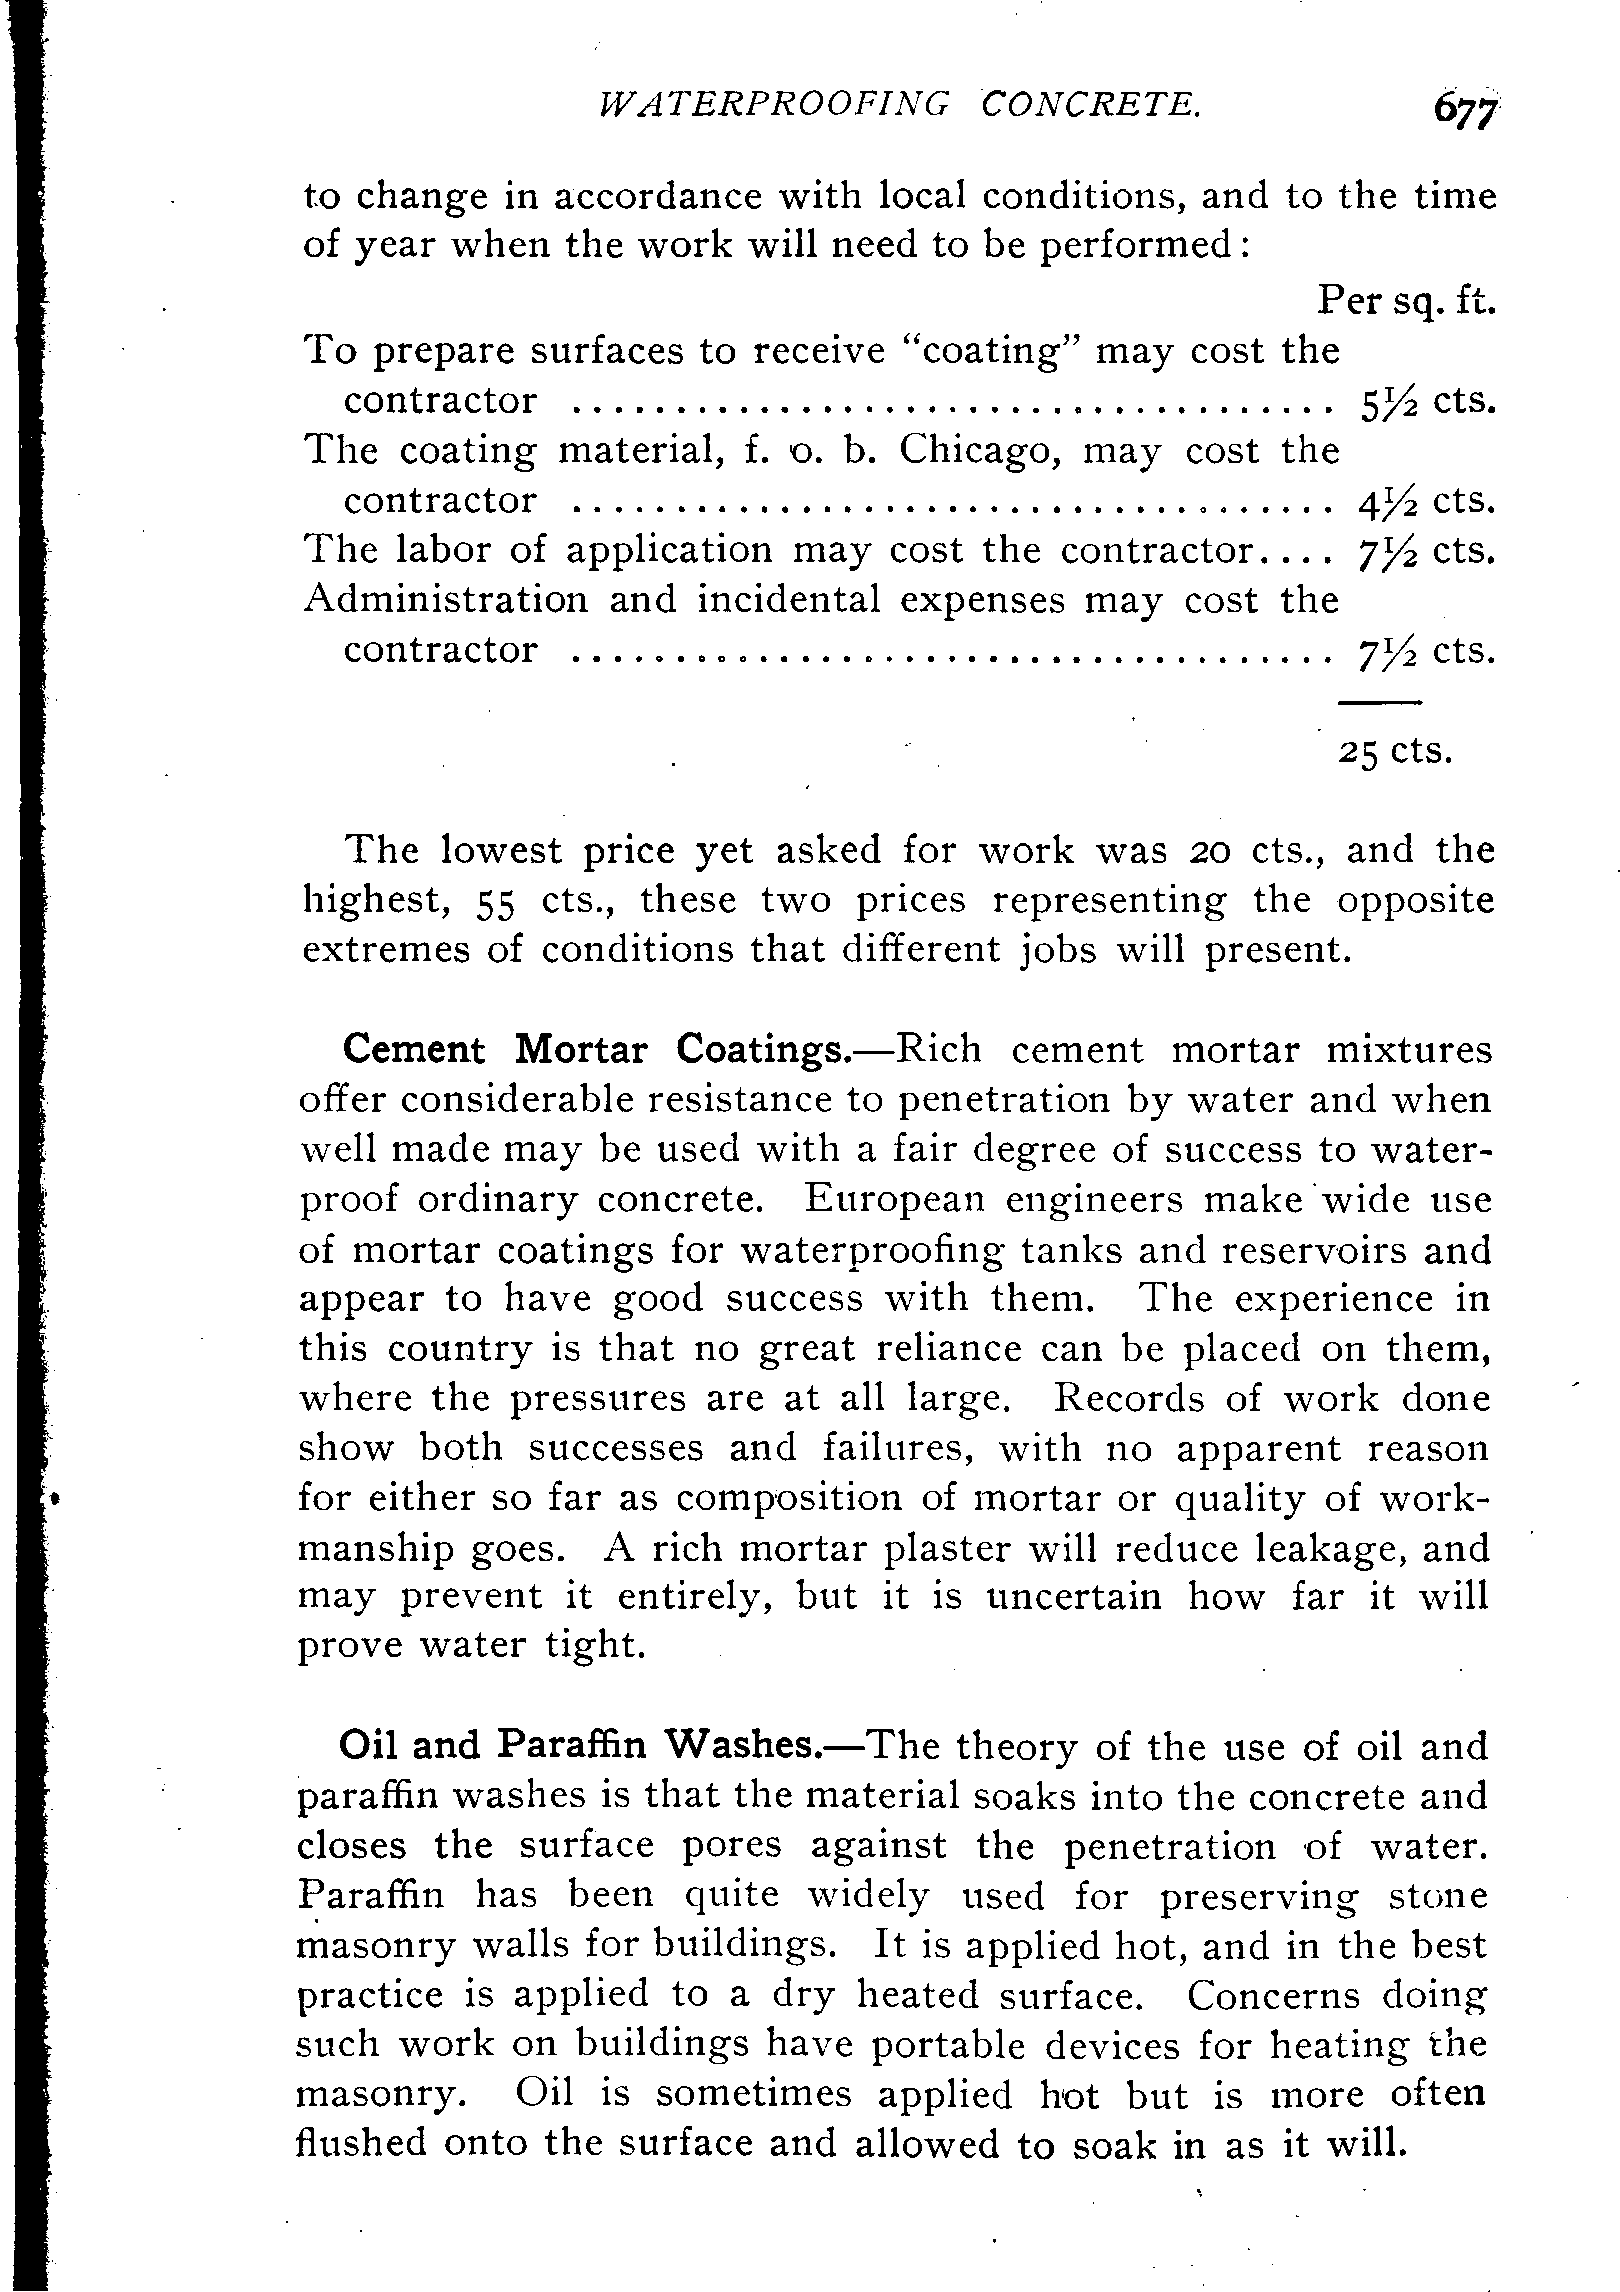 WATERPROOFING CONCRETE. 677
to change in accordance with local conditions, and to the time
of year when the work will need to be performed:
Per sq. ft.
To prepare surfaces to receive “coating” may cost the
contractor ..................................... 5½ cts.
The coating material, f. o. b. Chicago, may cost the
contractor ..................................... 4½ cts.
The labor of application may cost the contractor.... 7½ cts.
Administration and incidental expenses may cost the
contractor ..................................... 7½ cts.
25 cts.
The lowest price yet asked for work was 20 cts., and the
highest, 55 cts., these two prices representing the opposite
extremes of conditions that different jobs will present.
Cement Mortar Coatings.—Rich cement mortar mixtures
offer considerable resistance to penetration by water and when
well made may be used with a fair degree of success to water-
proof ordinary concrete. European engineers make wide use
of mortar coatings for waterproofing tanks and reservoirs and
appear to have good success with them. The experience in
this country is that no great reliance can be placed on them,
where the pressures are at all large. Records of work done
show both successes and failures, with no apparent reason
for either so far as composition of mortar or quality of work-
manship goes. A rich mortar plaster will reduce leakage, and
may prevent it entirely, but it is uncertain how far it will
prove water tight.
Oil and Paraffin Washes.—The theory of the use of oil and
paraffin washes is that the material soaks into the concrete and
closes the surface pores against the penetration of water.
Paraffin has been quite widely used for preserving stone
masonry walls for buildings. It is applied hot, and in the best
practice is applied to a dry heated surface. Concerns doing
such work on buildings have portable devices for heating the
masonry. Oil is sometimes applied hot but is more often
flushed onto the surface and allowed to soak in as it will.